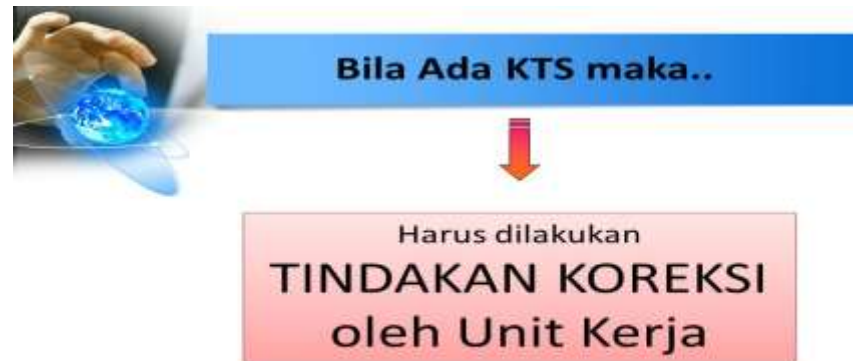 Bila Ada KTS maka..
Harus dilakukan
TINDAKAN KOREKSI
oleh Unit Kerja